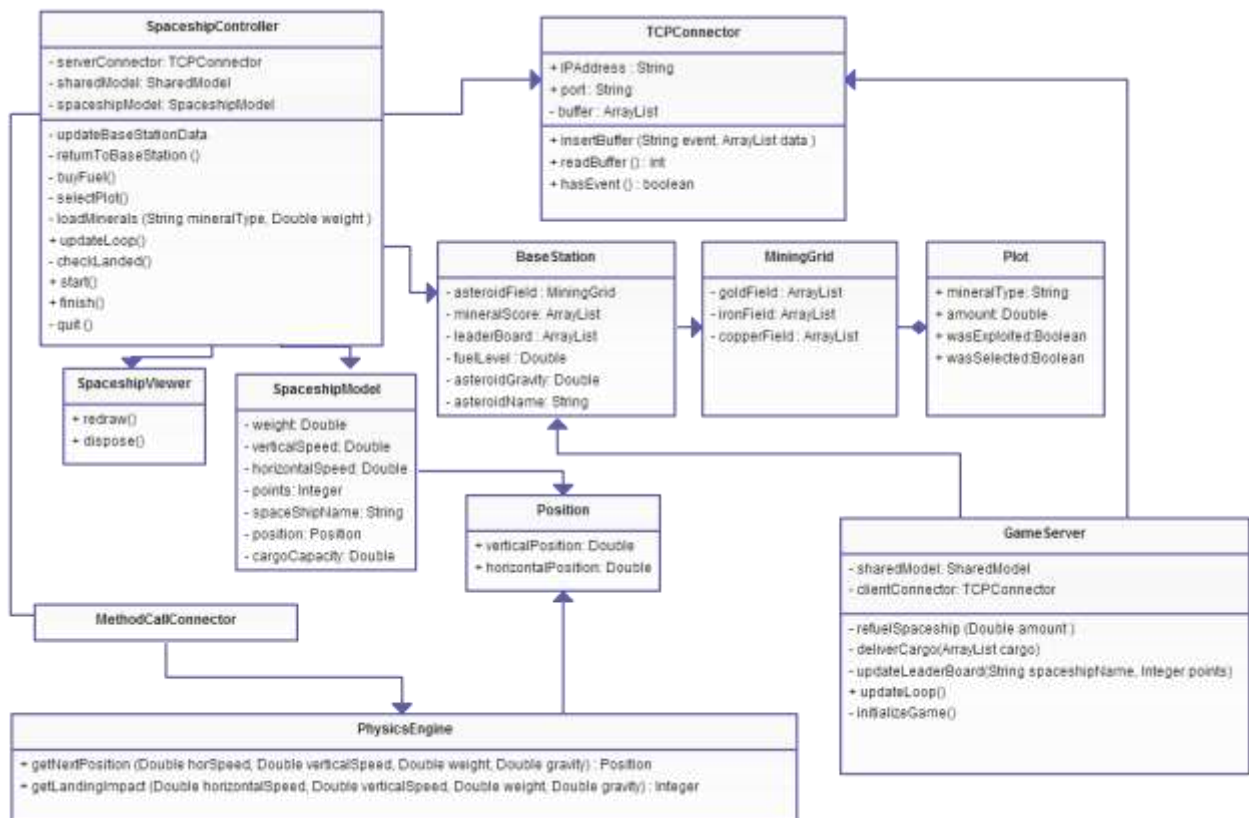 SpaceshipController
- serverConnector: TCPConnector
- sharedModel: SharedModel
- spaceshipModel: SpaceshipModel
- updateBaseStationData
- returnToBaseStation ()
- buyFuel()
- selectPlot()
- loadMinerals (String mineralType, Double weight )
+ updateLoop()
- checkLanded()
+ start()
+ finish()
- quit ()
TCPConnector
+ IPAddress : String
+ port : String
- buffer : ArrayList
+ insertBuffer (String event, ArrayList data )
+ readBuffer () : int
+ hasEvent () : boolean
BaseStation
- asteroidField : MiningGrid
- mineralScore: ArrayList
- leaderBoard : ArrayList
- fuelLevel : Double
- asteroidGravity: Double
- asteroidName: String
MiningGrid
- goldField : ArrayList
- ironField: ArrayList
- copperField : ArrayList
Plot
+ mineralType: String
+ amount: Double
+ wasExploited:Boolean
+ wasSelected:Boolean
SpaceshipViewer
+ redraw()
+ dispose()
SpaceshipModel
- weight: Double
- verticalSpeed: Double
- horizontalSpeed: Double
- points: Integer
- spaceShipName: String
- position: Position
- cargoCapacity: Double
Position
+ verticalPosition: Double
+ horizontalPosition: Double
GameServer
- sharedModel: SharedModel
- clientConnector: TCPConnector
- refuelSpaceship (Double amount )
- deliverCargo(ArrayList cargo)
- updateLeaderBoard(String spaceshipName, Integer points)
+ updateLoop()
- initializeGame()
MethodCallConnector
PhysicsEngine
+ getNextPosition (Double horSpeed, Double verticalSpeed, Double weight, Double gravity) : Position
+ getLandingImpact (Double horizontalSpeed, Double verticalSpeed, Double weight, Double gravity) : Integer